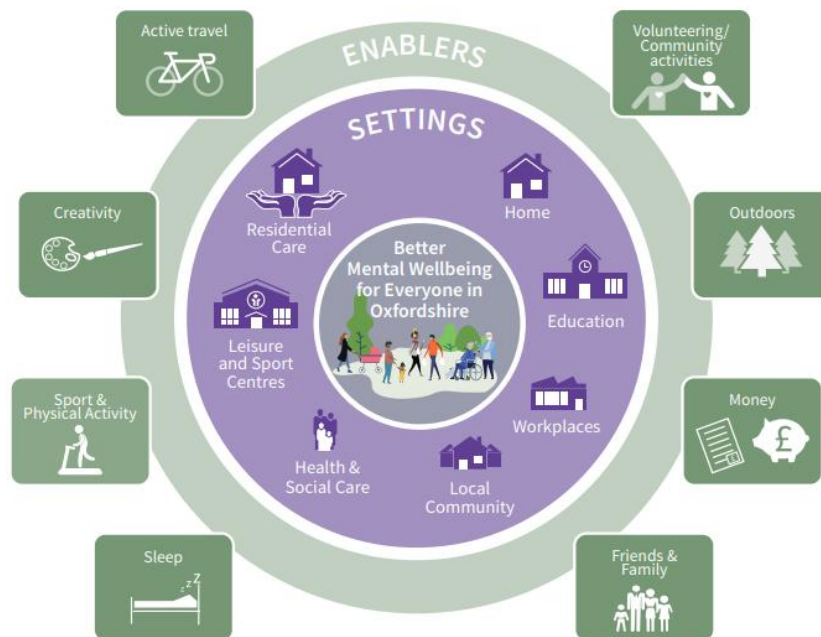 Active travel
ENABLERS
Volunteering/
Community
activities
SETTINGS
Residential
Care
Home
Creativity
Outdoors
Better
Mental Wellbeing
for Everyone in
Oxfordshire
Leisure
and Sport
Centres
Education
Sport &
Physical Activity
Money
£
Workplaces
Health &
Social Care
Local
Community
Sleep
z z Z
Friends &
Family